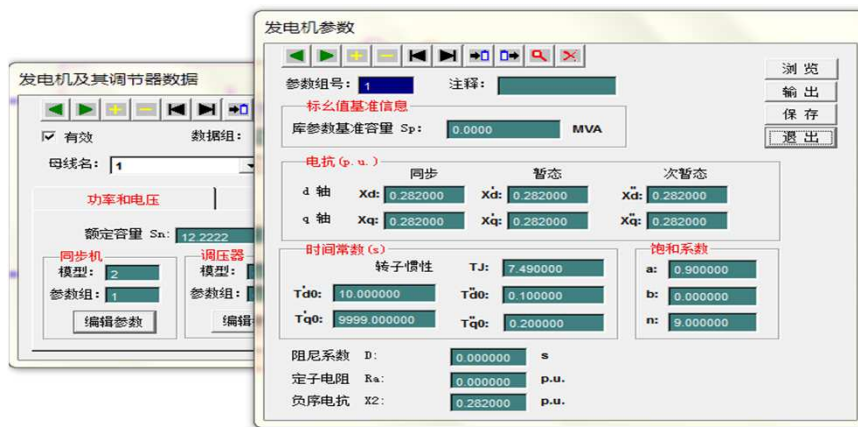 发电机参数
参数组号: 1 注释:
标幺值基准信息
库参数基准容量 Sp: 0.0000 MVA
浏 览
输 出
保 存
退 出
电抗(p.u.)
同步 暂态 次暂态
d 轴 Xd: 0.282000 X'd: 0.282000 X"d: 0.282000
q 轴 Xq: 0.282000 X'q: 0.282000 X"q: 0.282000
时间常数(s)
转子惯性 TJ: 7.490000
T'd0: 10.000000 T"d0: 0.100000
T'q0: 9999.000000 T"q0: 0.200000
饱和系数
a: 0.900000
b: 0.000000
n: 9.000000
阻尼系数 D: 0.000000 s
定子电阻 Ra: 0.000000 p.u.
负序电抗 X2: 0.282000 p.u.
发电机及其调节器数据
有效 数据组:
母线名: 1
功率和电压
额定容量 Sn: 12.2222
同步机 调压器
模型: 2 模型:
参数组: 1 参数组:
编辑参数 编辑